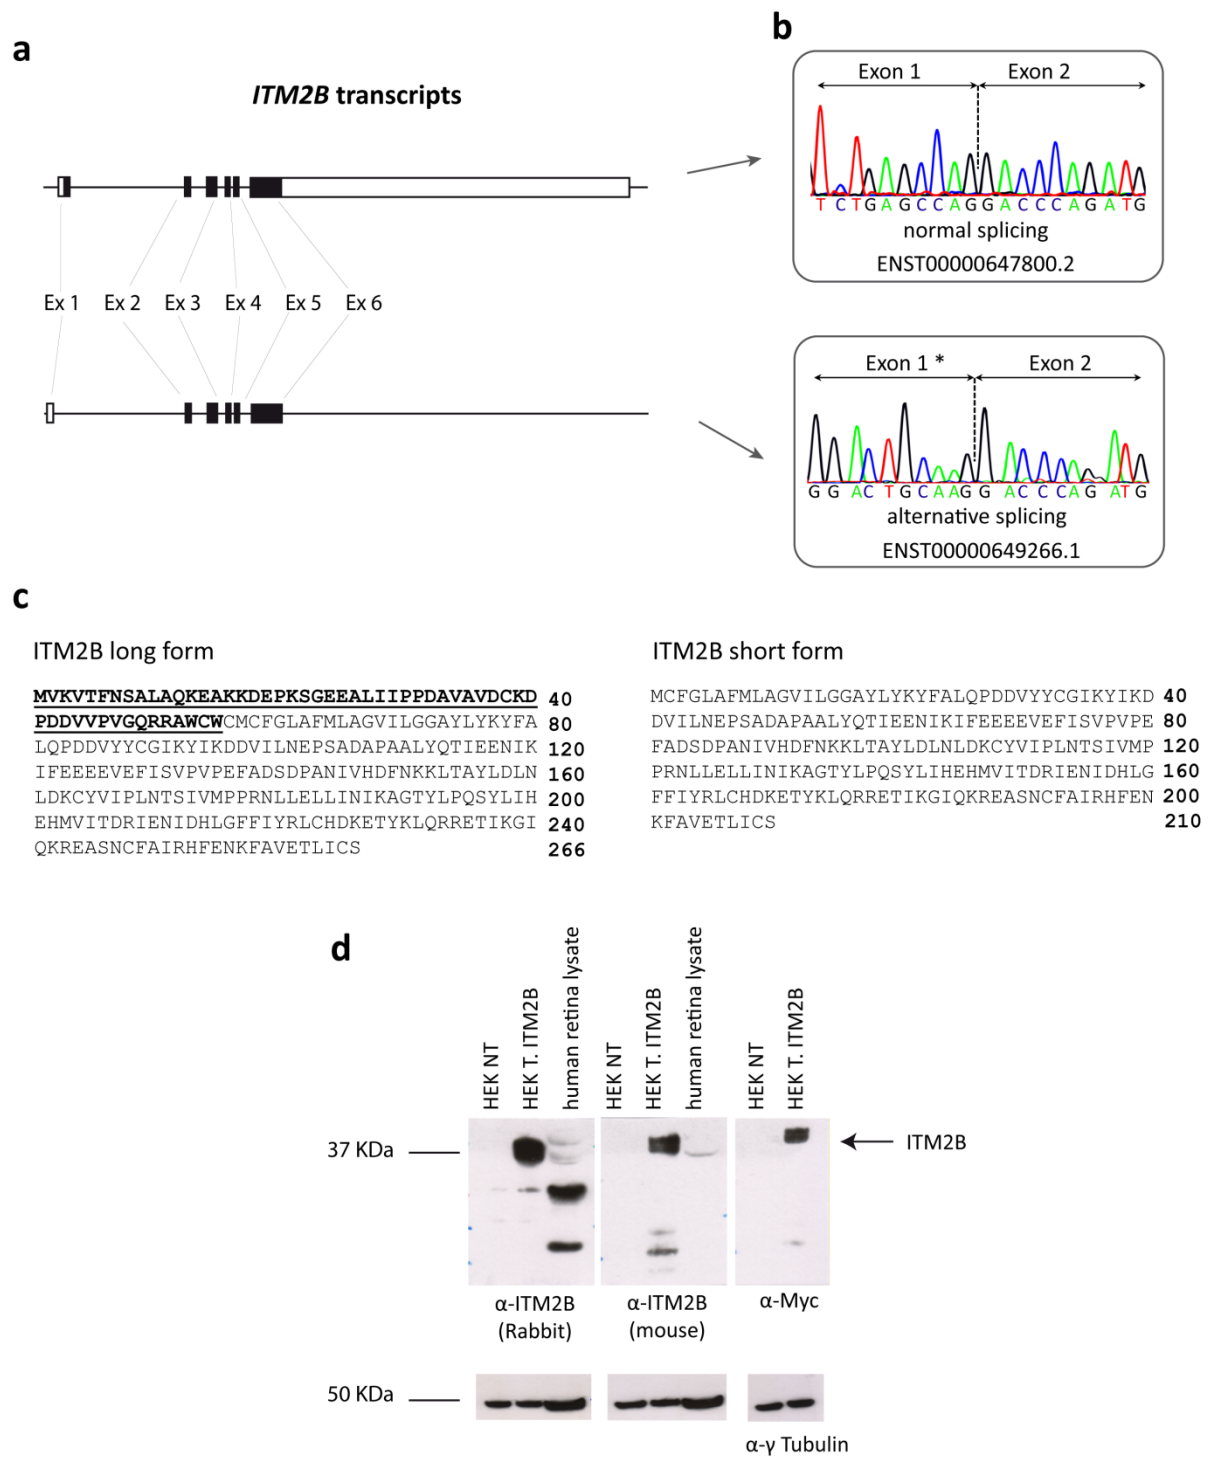 a
ITM2B transcripts
Ex 1 Ex 2 Ex 3 Ex 4 Ex 5 Ex 6
b
Exon 1 Exon 2
TCTGAGCCAGGACCCAGATG
normal splicing
ENST00000647800.2
Exon 1 * Exon 2
GGACTGCAAGGACCCAGATG
alternative splicing
ENST00000649266.1
c
ITM2B long form
MVKVTFNSALAQKEAKKDEPKSGEEALIIPPDAVAVDCKD 40
PDDVVPVGQRRAWCWCMCFGLAFMLAGVILGGAYLYKYFA 80
LQPDDVYYCGIKYIKDDVILNEPSADAPAALYQTIEENIK 120
IFEEEEVEFISVPVPEFADSDPANIVHDFNKKLTAYLDLN 160
LDKCYVIPLNTSIVMPPRNLLELLINIKAGTYLPQSYLIH 200
EHMVITDRIENIDHLGFFIYRLCHDKETYKLQRRETIKGI 240
QKREASNCFAIRHFENKFAVETLICS 266
ITM2B short form
MCFGLAFMLAGVILGGAYLYKYFALQPDDVYYCGIKYIKD 40
DVILNEPSADAPAALYQTIEENIKIFEEEEVEFISVPVPE 80
FADSDPANIVHDFNKKLTAYLDLNLDKCYVIPLNTSIVMP 120
PRNLLELLINIKAGTYLPQSYLIHEHMVITDRIENIDHLG 160
FFIYRLCHDKETYKLQRRETIKGIQKREASNCFAIRHFEN 200
KFAVETLICS 210
d
HEK NT
HEK T. ITM2B
human retina lysate
HEK NT
HEK T. ITM2B
human retina lysate
HEK NT
HEK T. ITM2B
37 KDa
ITM2B
α-ITM2B
(Rabbit)
α-ITM2B
(mouse)
α-Myc
50 KDa
α-γ Tubulin